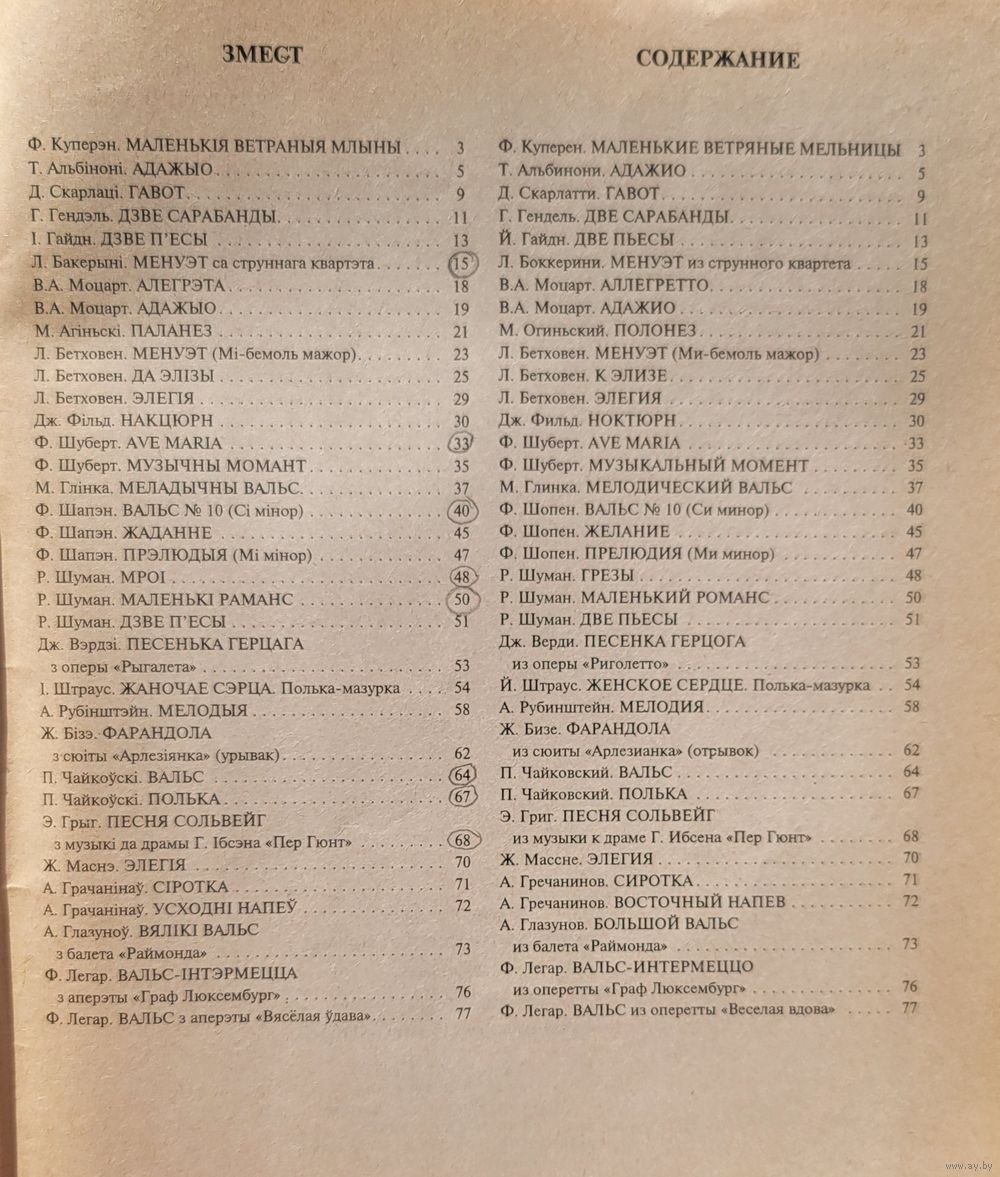 ЗМЕСТ
Ф. Куперэн. МАЛЕНЬКІЯ ВЕТРАНЫЯ МЛЫНЫ.... 3
Т. Альбіноні. АДАЖЫО.................... 5
Д. Скарлаці. ГАВОТ...................... 9
Г. Гендэль. ДЗВЕ САРАБАНДЫ.............. 11
І. Гайдн. ДЗВЕ П'ЕСЫ ................... 13
Л. Бакерыні. МЕНУЭТ са струннага квартэта....... 15
В.А. Моцарт. АЛЕГРЭТА................... 18
В.А. Моцарт. АДАЖЫО..................... 19
М. Агіньскі. ПАЛАНЕЗ ................... 21
Л. Бетховен. МЕНУЭТ (Мі-бемоль мажор).......... 23
Л. Бетховен. ДА ЭЛІЗЫ .................. 25
Л. Бетховен. ЭЛЕГІЯ .................... 29
Дж. Фільд. НАКЦЮРН ..................... 30
Ф. Шуберт. AVE MARIA ................... 33
Ф. Шуберт. МУЗЫЧНЫ МОМАНТ............... 35
М. Глінка. МЕЛАДЫЧНЫ ВАЛЬС.............. 37
Ф. Шапэн. ВАЛЬС № 10 (Сі мінор) ............. 40
Ф. Шапэн. ЖАДАННЕ ...................... 45
Ф. Шапэн. ПРЭЛЮДЫЯ (Мі мінор) ............ 47
Р. Шуман. МРОІ ......................... 48
Р. Шуман. МАЛЕНЬКІ РАМАНС .............. 50
Р. Шуман. ДЗВЕ П'ЕСЫ ................... 51
Дж. Вэрдзі. ПЕСЕНЬКА ГЕРЦАГА
з оперы «Рыгалета» ..................... 53
І. Штраус. ЖАНОЧАЕ СЭРЦА. Полька-мазурка .... 54
А. Рубінштэйн. МЕЛОДЫЯ ................. 58
Ж. Бізэ. ФАРАНДОЛА
з сюіты «Арлезіянка» (урывак)............... 62
П. Чайкоўскі. ВАЛЬС .................... 64
П. Чайкоўскі. ПОЛЬКА.................... 67
Э. Грыг. ПЕСНЯ СОЛЬВЕЙГ
з музыкі да драмы Г. Ібсэна «Пер Гюнт» ......... 68
Ж. Маснэ. ЭЛЕГІЯ ....................... 70
А. Грачанінаў. СІРОТКА ................. 71
А. Грачанінаў. УСХОДНІ НАПЕЎ ........... 72
А. Глазуноў. ВЯЛІКІ ВАЛЬС
з балета «Раймонда» .................... 73
Ф. Легар. ВАЛЬС-ІНТЭРМЕЦЦА
з аперэты «Граф Люксембург» ............ 76
Ф. Легар. ВАЛЬС з аперэты «Вясёлая ўдава»........ 77
СОДЕРЖАНИЕ
Ф. Куперен. МАЛЕНЬКИЕ ВЕТРЯНЫЕ МЕЛЬНИЦЫ 3
Т. Альбинони. АДАЖИО ................... 5
Д. Скарлатти. ГАВОТ..................... 9
Г. Гендель. ДВЕ САРАБАНДЫ............... 11
Й. Гайдн. ДВЕ ПЬЕСЫ .................... 13
Л. Боккерини. МЕНУЭТ из струнного квартета ..... 15
В.А. Моцарт. АЛЛЕГРЕТТО................. 18
В.А. Моцарт. АДАЖИО .................... 19
М. Огиньский. ПОЛОНЕЗ................... 21
Л. Бетховен. МЕНУЭТ (Ми-бемоль мажор) ........ 23
Л. Бетховен. К ЭЛИЗЕ.................... 25
Л. Бетховен. ЭЛЕГИЯ .................... 29
Дж. Фильд. НОКТЮРН ..................... 30
Ф. Шуберт. AVE MARIA ................... 33
Ф. Шуберт. МУЗЫКАЛЬНЫЙ МОМЕНТ .......... 35
М. Глинка. МЕЛОДИЧЕСКИЙ ВАЛЬС .......... 37
Ф. Шопен. ВАЛЬС № 10 (Си минор) ............ 40
Ф. Шопен. ЖЕЛАНИЕ ...................... 45
Ф. Шопен. ПРЕЛЮДИЯ (Ми минор) ........... 47
Р. Шуман. ГРЕЗЫ ........................ 48
Р. Шуман. МАЛЕНЬКИЙ РОМАНС ............. 50
Р. Шуман. ДВЕ ПЬЕСЫ .................... 51
Дж. Верди. ПЕСЕНКА ГЕРЦОГА
из оперы «Риголетто» ................... 53
Й. Штраус. ЖЕНСКОЕ СЕРДЦЕ. Полька-мазурка .. 54
А. Рубинштейн. МЕЛОДИЯ.................. 58
Ж. Бизе. ФАРАНДОЛА
из сюиты «Арлезианка» (отрывок) ............ 62
П. Чайковский. ВАЛЬС ................... 64
П. Чайковский. ПОЛЬКА .................. 67
Э. Григ. ПЕСНЯ СОЛЬВЕЙГ
из музыки к драме Г. Ибсена «Пер Гюнт» ........ 68
Ж. Массне. ЭЛЕГИЯ ...................... 70
А. Гречанинов. СИРОТКА.................. 71
А. Гречанинов. ВОСТОЧНЫЙ НАПЕВ ......... 72
А. Глазунов. БОЛЬШОЙ ВАЛЬС
из балета «Раймонда» ................... 73
Ф. Легар. ВАЛЬС-ИНТЕРМЕЦЦО
из оперетты «Граф Люксембург» .......... 76
Ф. Легар. ВАЛЬС из оперетты «Веселая вдова» ..... 77
www.ay.by